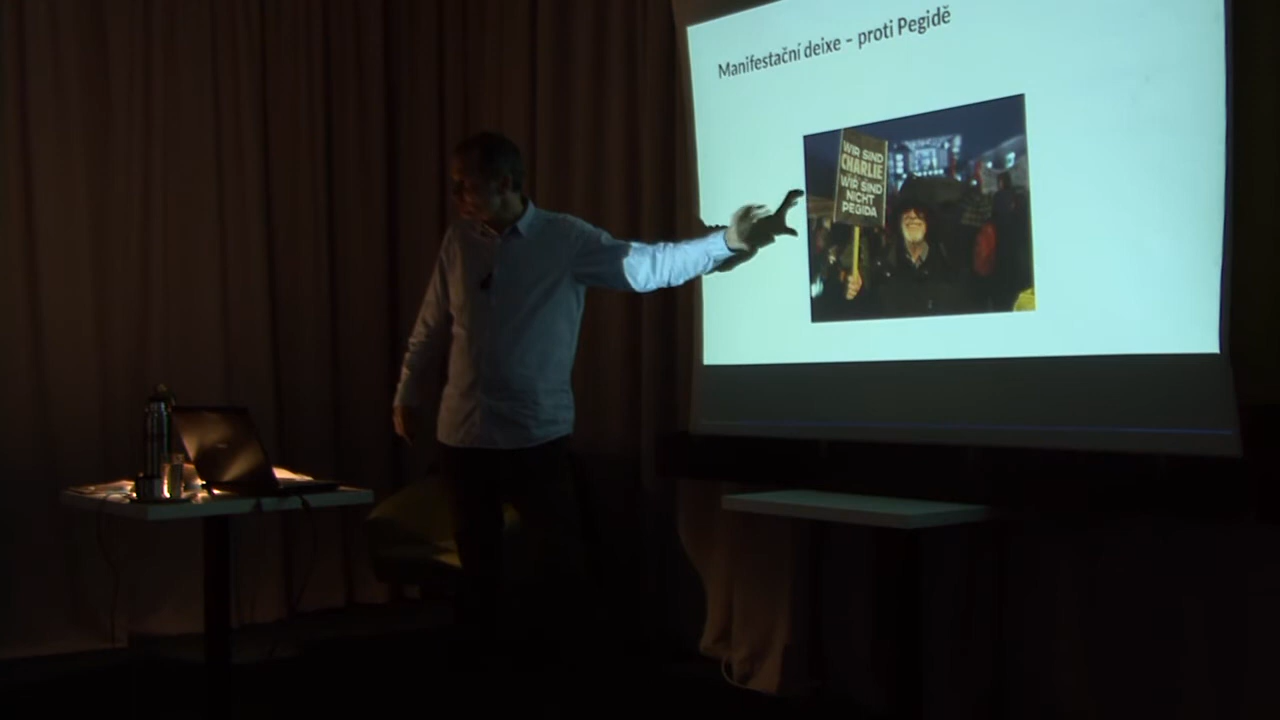 Manifestační deixe – proti Pegidě
WIR SIND
CHARLIE
WIR SIND
NICHT
PEGIDA